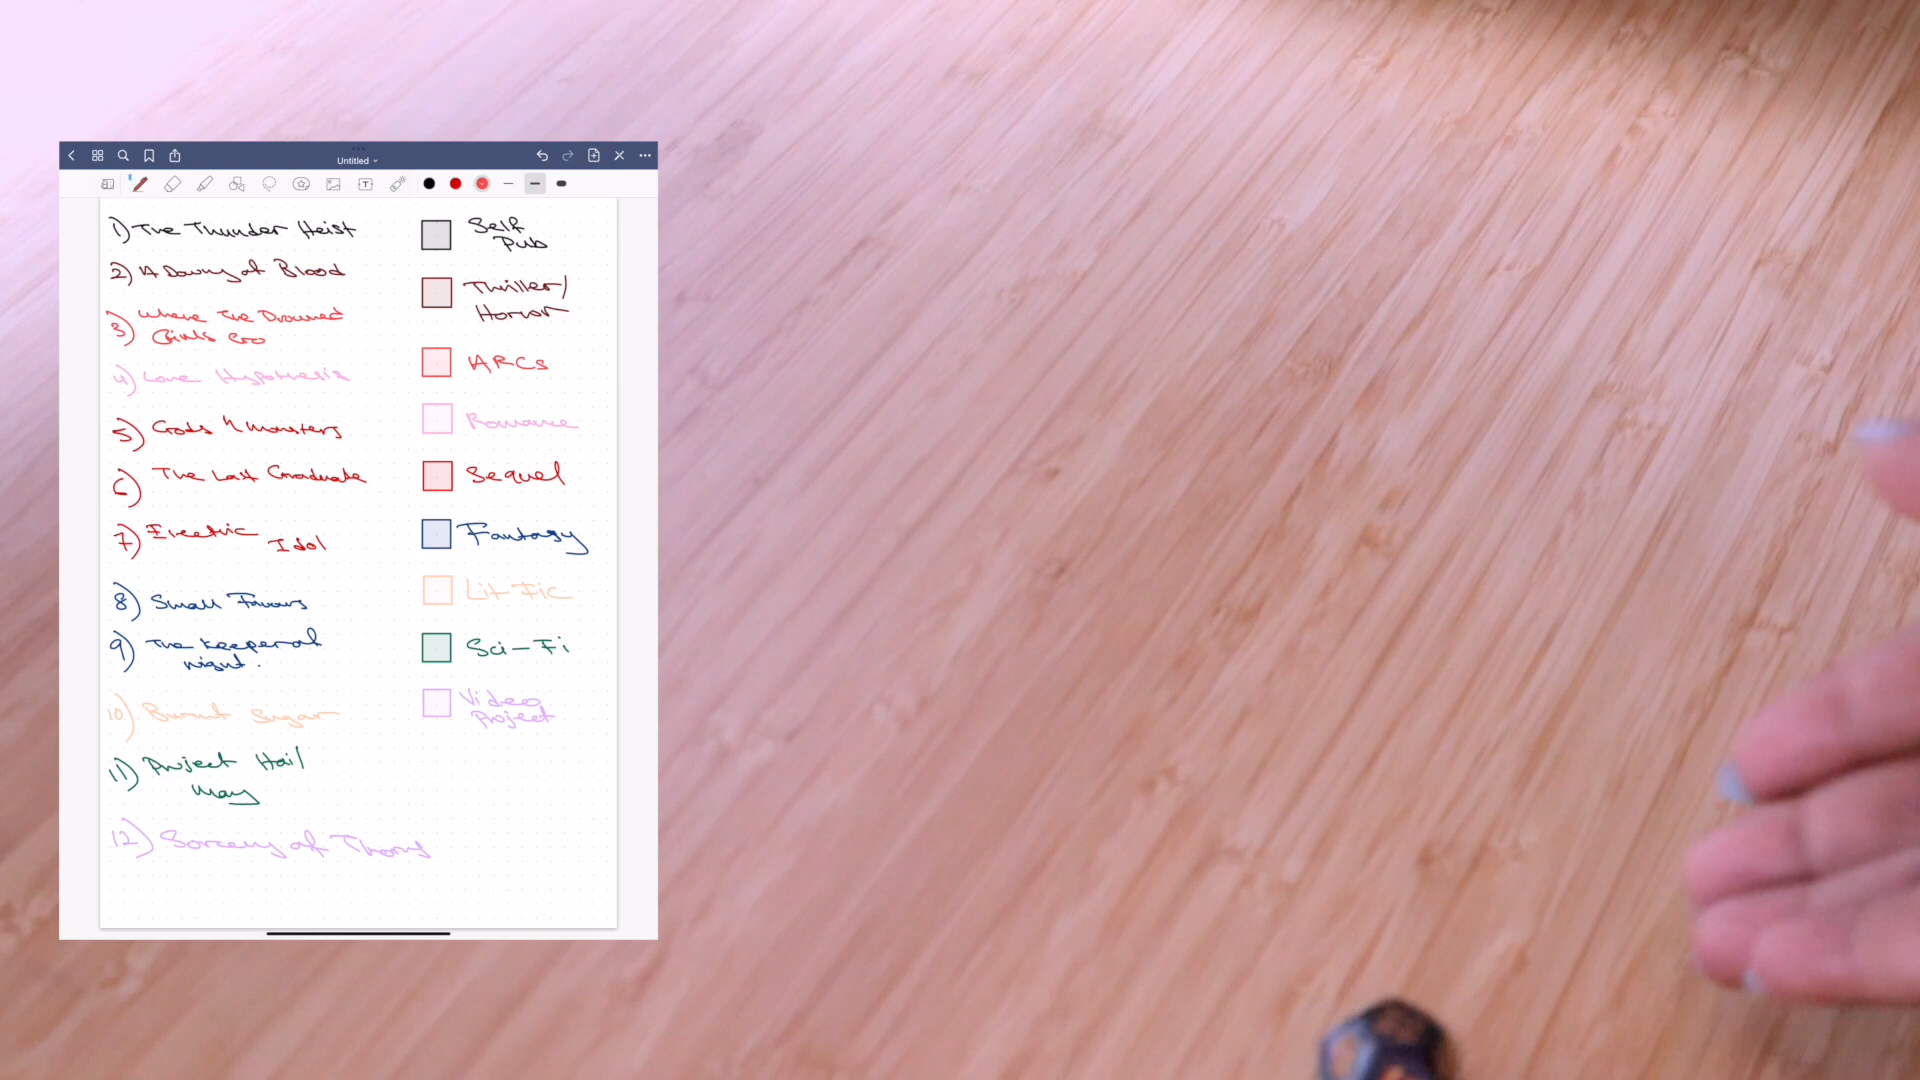 Untitled
1) The Thunder Heist
2) A Dowry of Blood
3) Where The Drowned
Girls Go
4) Love Hypothesis
5) Gods n monsters
6) The Last Graduate
7) Electric Idol
8) Small Favours
9) The Keeper of
night.
10) Burnt Sugar
11) Project Hail
Mary
12) Sorcery of Thorns
Self
Pub
Thriller/
Horror
ARCs
Romance
Sequel
Fantasy
Lit-Fic
Sci-Fi
Video
Project